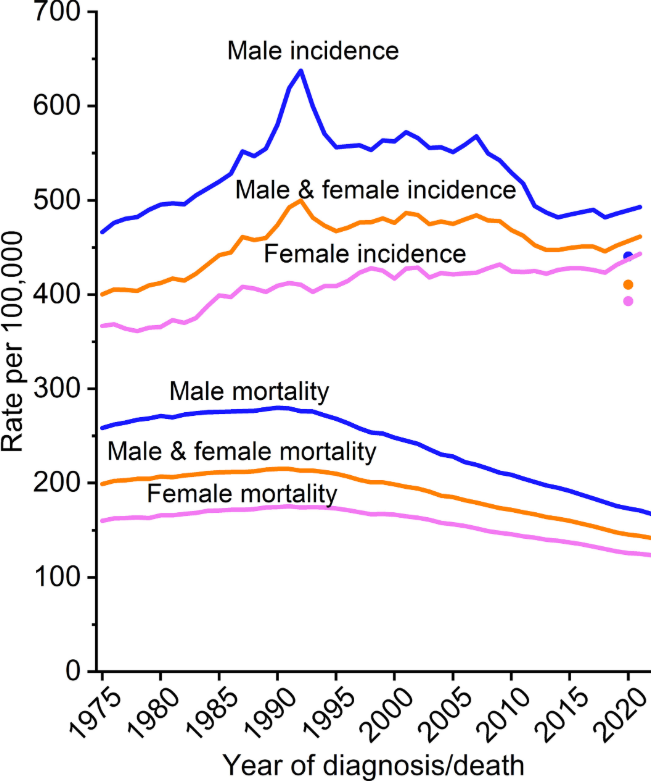 700
600
500
400
300
200
100
0
Rate per 100,000
Male incidence
Male & female incidence
Female incidence
Male mortality
Male & female mortality
Female mortality
1975
1980
1985
1990
1995
2000
2005
2010
2015
2020
Year of diagnosis/death